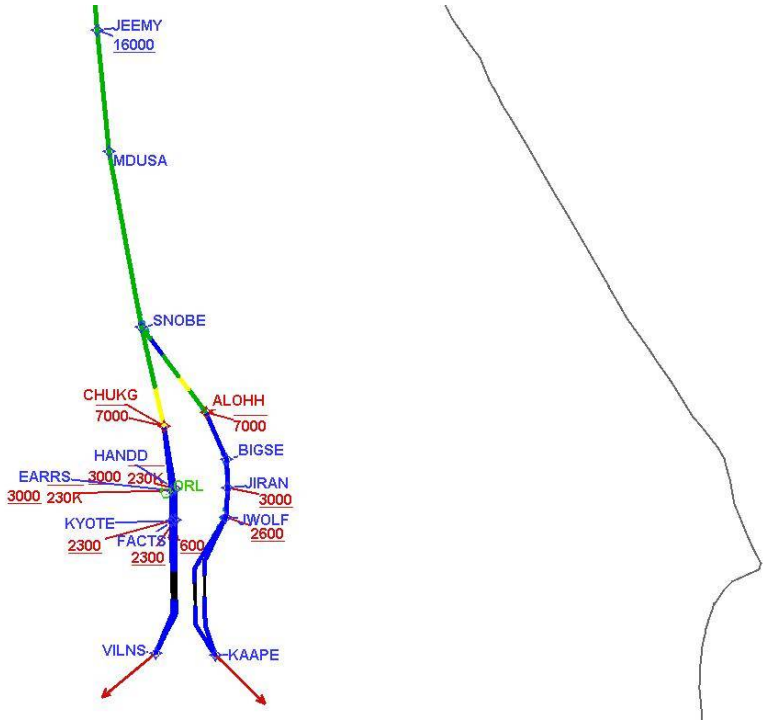 JEEMY
16000
MDUSA
SNOBE
CHUKG
7000
ALOHH
7000
HANDD
BIGSE
EARRS
3000
230K
ORL
JIRAN
3000
230K
3000
KYOTE
JWOLF
FACTS
2600
2300
600
2300
VILNS
KAAPE